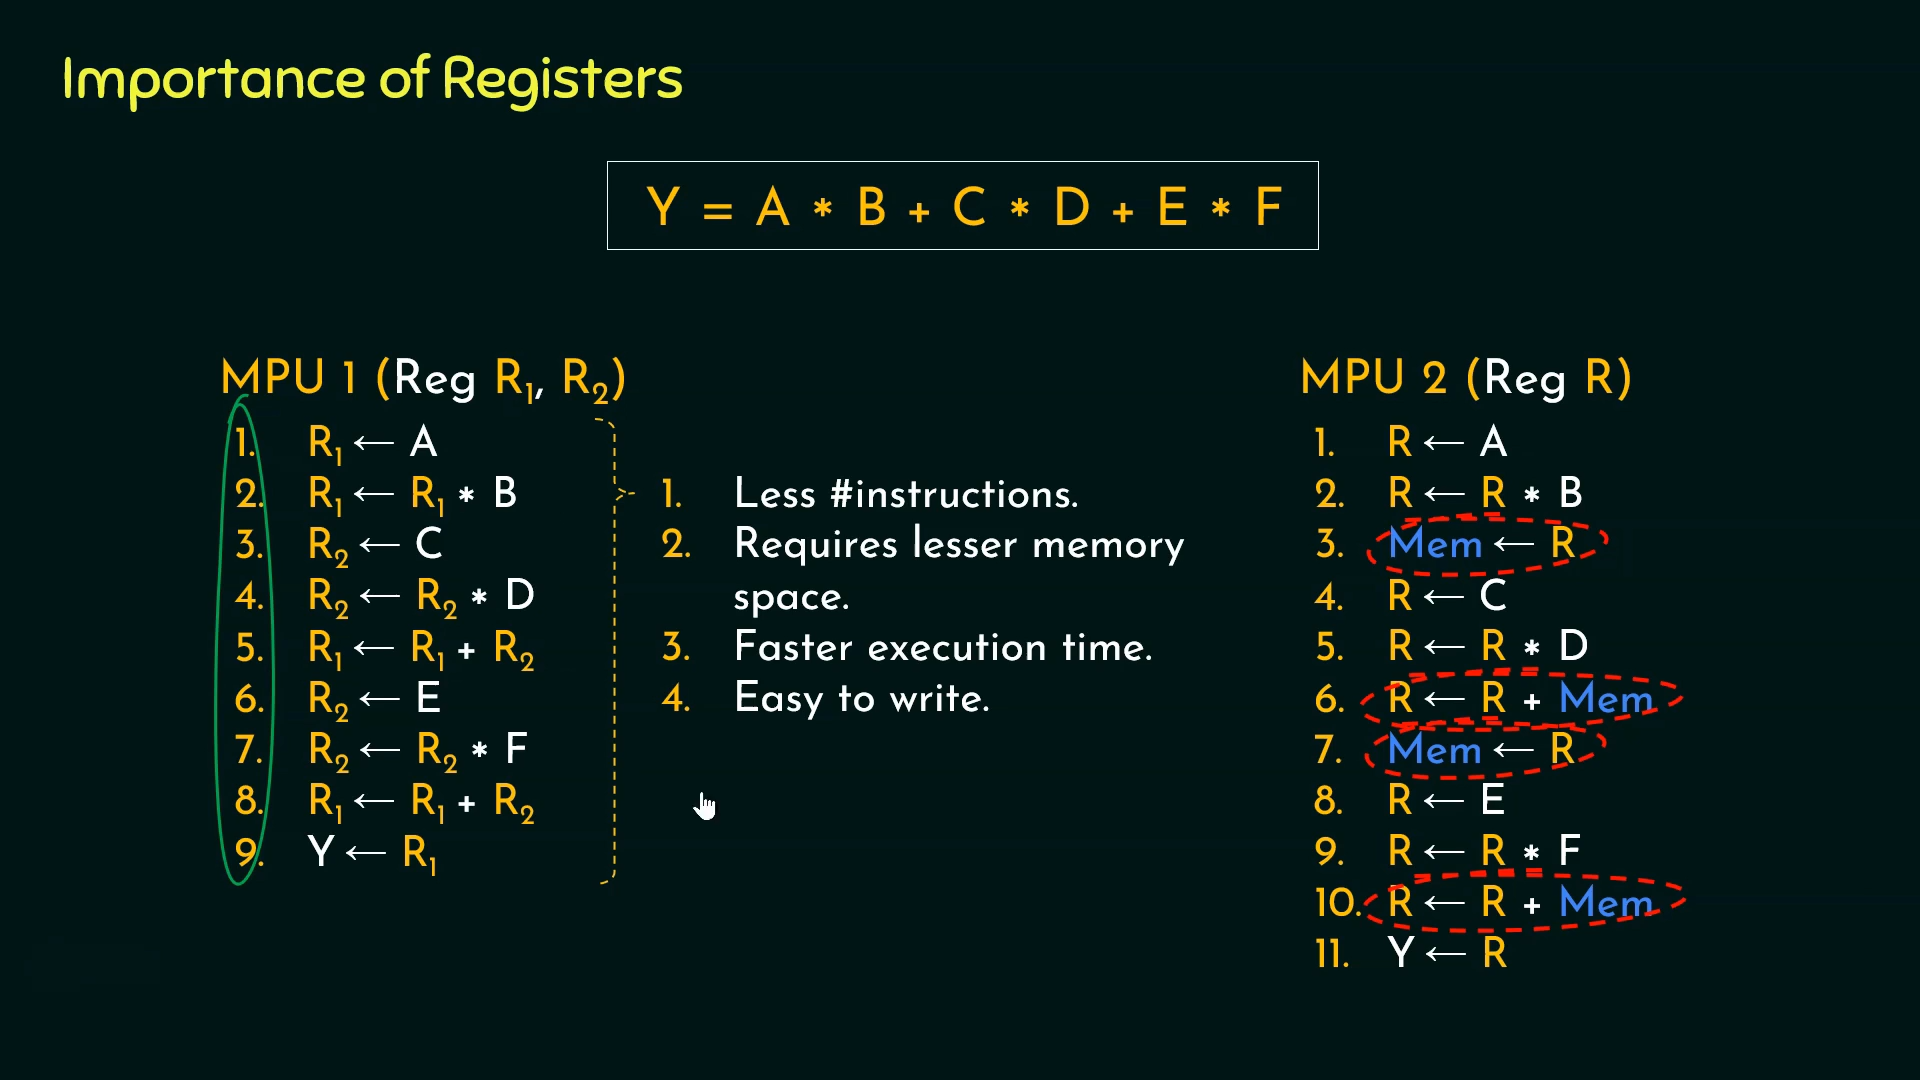 Importance of Registers
Y = A * B + C * D + E * F
MPU 1 (Reg R₁, R₂)
1. R₁ ← A
2. R₁ ← R₁ * B
3. R₂ ← C
4. R₂ ← R₂ * D
5. R₁ ← R₁ + R₂
6. R₂ ← E
7. R₂ ← R₂ * F
8. R₁ ← R₁ + R₂
9. Y ← R₁
1. Less #instructions.
2. Requires lesser memory
space.
3. Faster execution time.
4. Easy to write.
MPU 2 (Reg R)
1. R ← A
2. R ← R * B
3. Mem ← R
4. R ← C
5. R ← R * D
6. R ← R + Mem
7. Mem ← R
8. R ← E
9. R ← R * F
10. R ← R + Mem
11. Y ← R